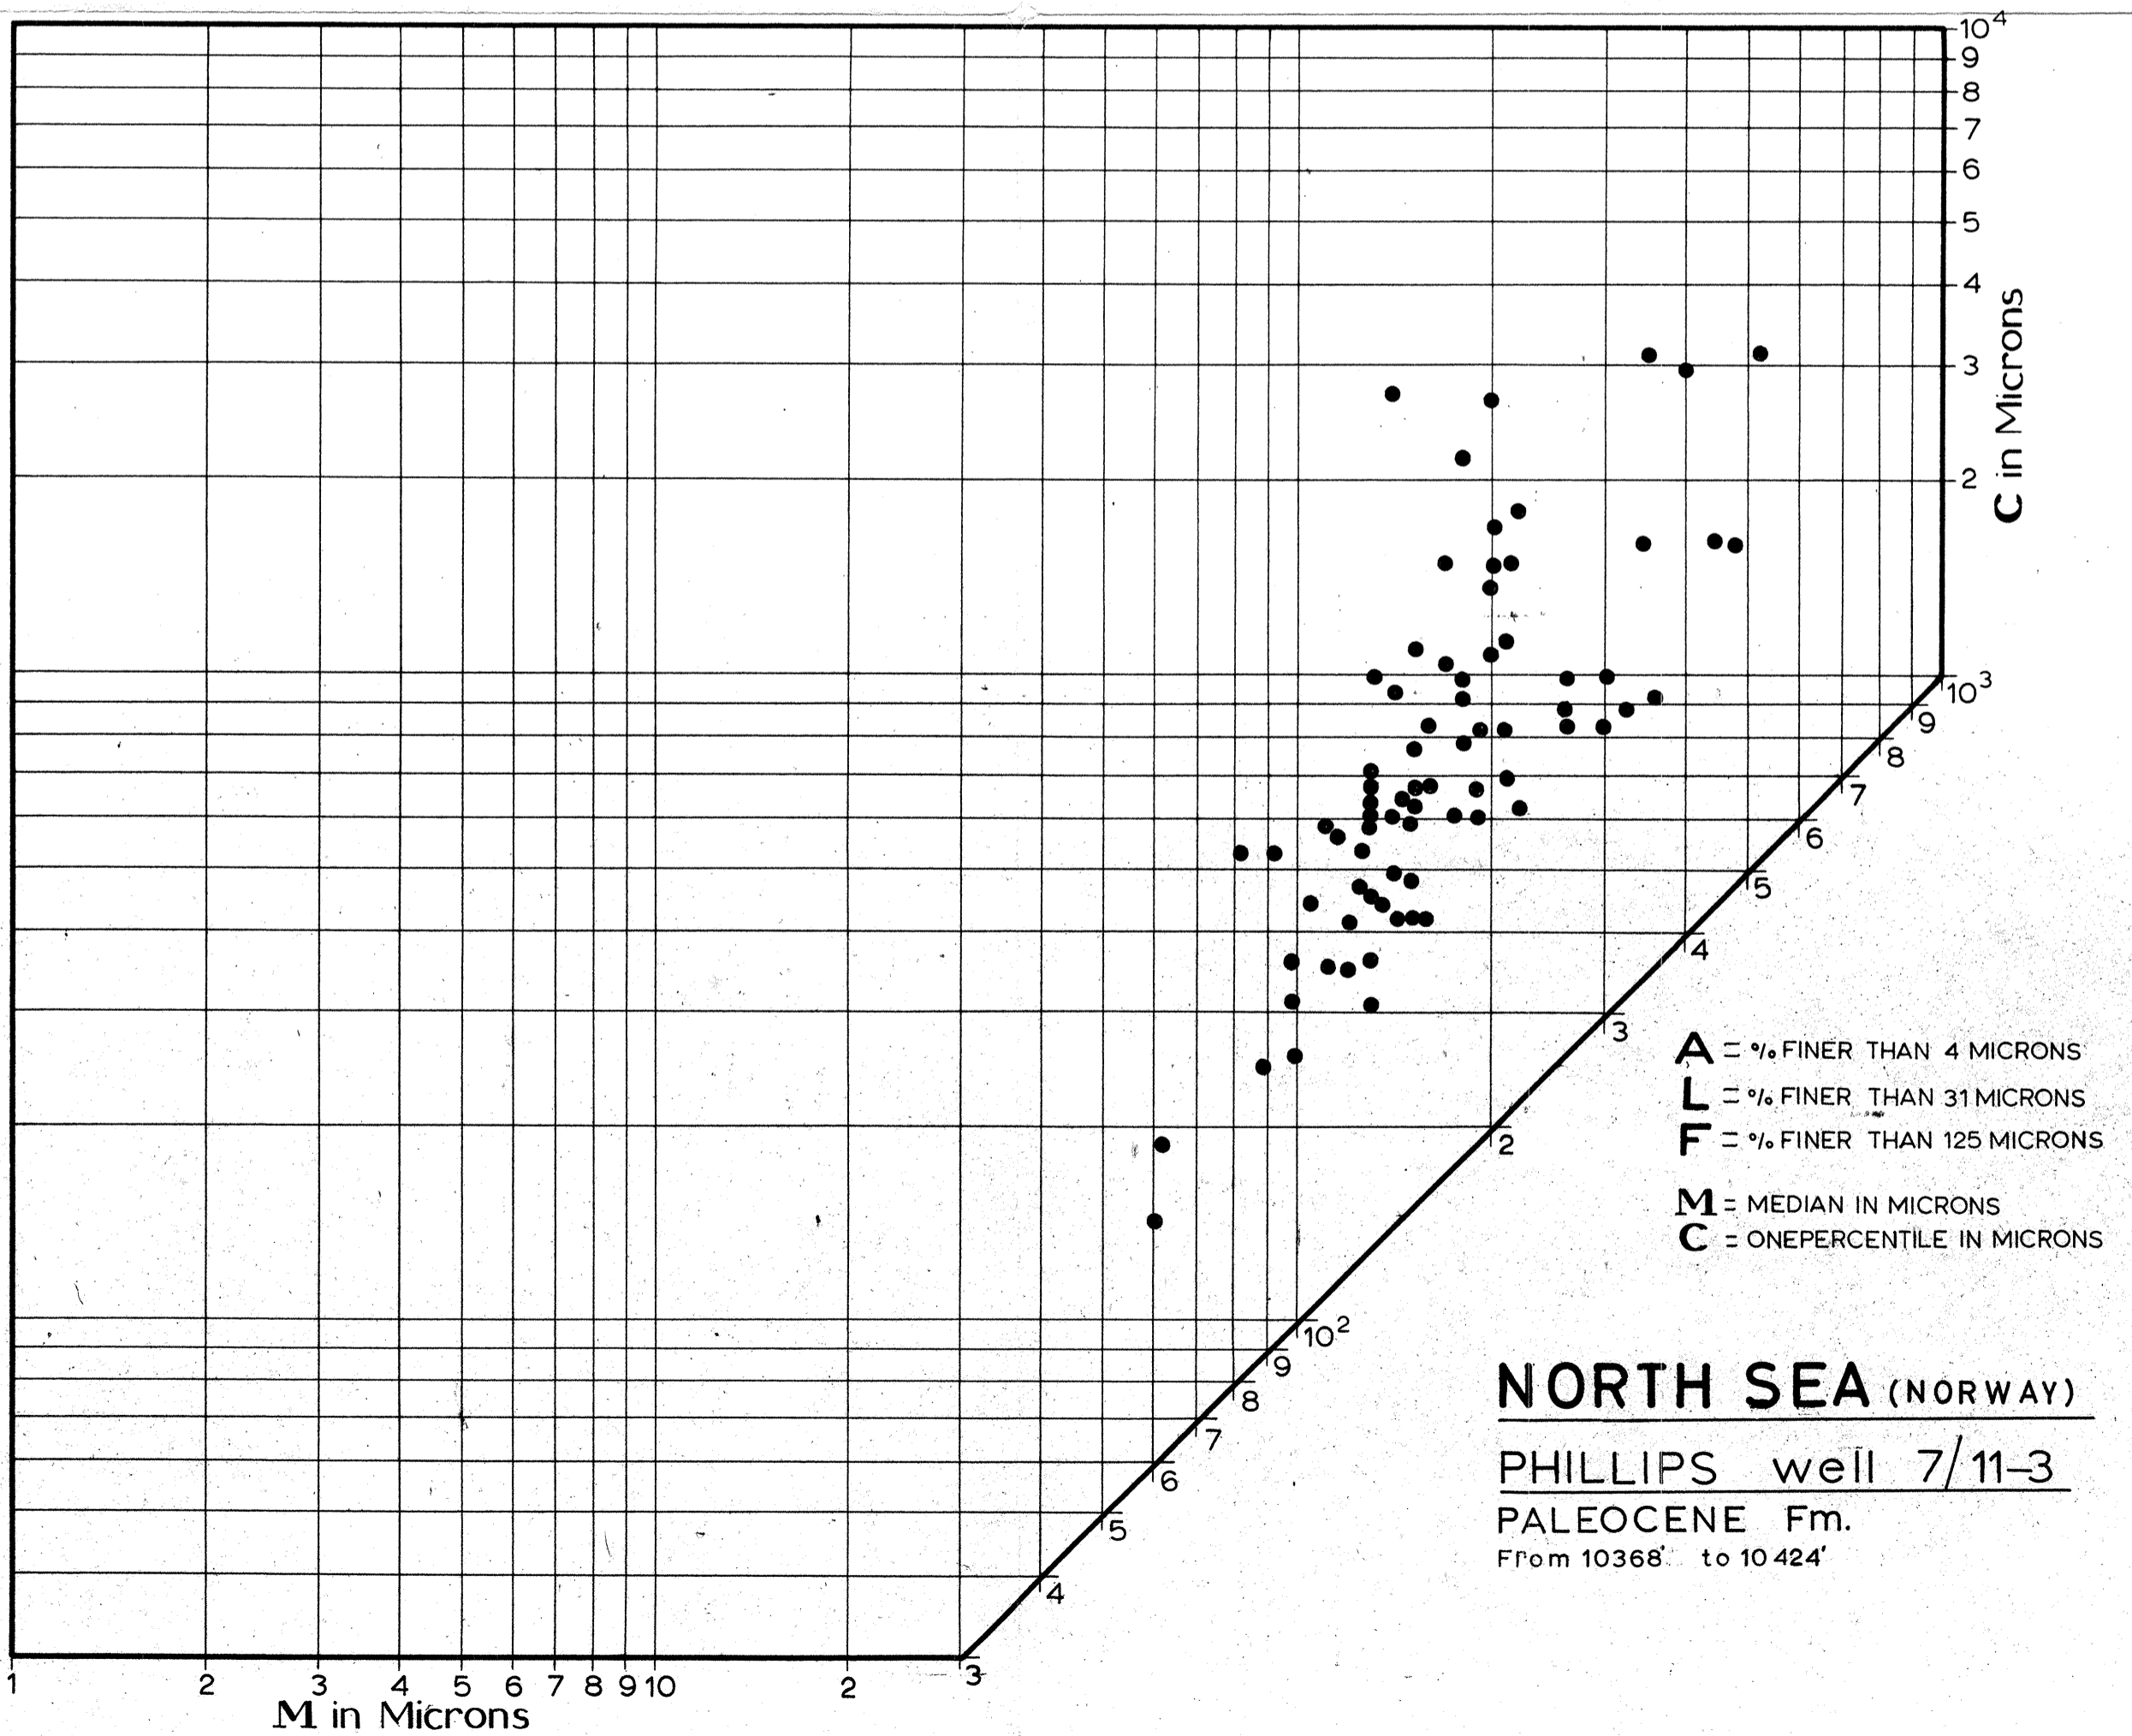 10⁴
9
8
7
6
5
4
3
2
C in Microns
10³
9
8
7
6
5
4
3
2
10²
9
8
7
6
5
4
3
1 2 3 4 5 6 7 8 9 10 2
M in Microns
A = % FINER THAN 4 MICRONS
L = % FINER THAN 31 MICRONS
F = % FINER THAN 125 MICRONS
M = MEDIAN IN MICRONS
C = ONEPERCENTILE IN MICRONS
NORTH SEA (NORWAY)
PHILLIPS well 7/11-3
PALEOCENE Fm.
From 10368' to 10424'